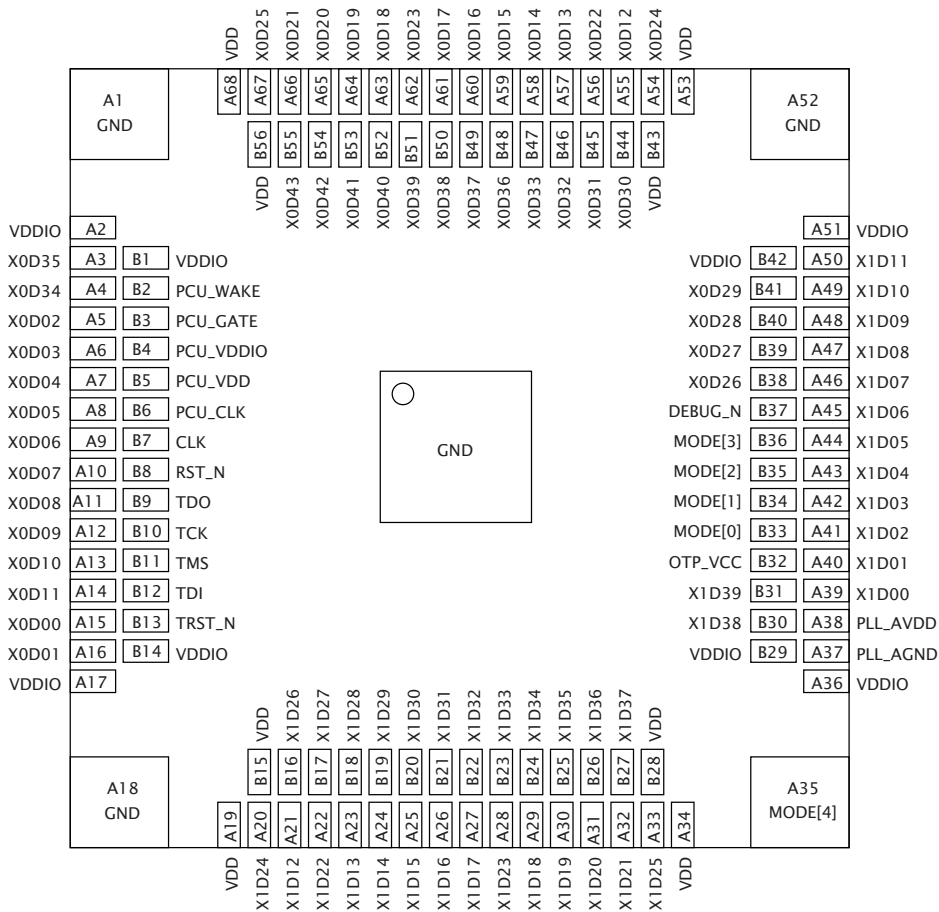 VDD X0D25 X0D21 X0D20 X0D19 X0D18 X0D23 X0D17 X0D16 X0D15 X0D14 X0D13 X0D22 X0D12 X0D24 VDD
A1 GND
A68 A67 A66 A65 A64 A63 A62 A61 A60 A59 A58 A57 A56 A55 A54 A53
A52 GND
B56 B55 B54 B53 B52 B51 B50 B49 B48 B47 B46 B45 B44 B43
VDD X0D43 X0D42 X0D41 X0D40 X0D39 X0D38 X0D37 X0D36 X0D33 X0D32 X0D31 X0D30 VDD
VDDIO A2 A51 VDDIO
X0D35 A3 B1 VDDIO VDDIO B42 A50 X1D11
X0D34 A4 B2 PCU_WAKE X0D29 B41 A49 X1D10
X0D02 A5 B3 PCU_GATE X0D28 B40 A48 X1D09
X0D03 A6 B4 PCU_VDDIO X0D27 B39 A47 X1D08
X0D04 A7 B5 PCU_VDD X0D26 B38 A46 X1D07
X0D05 A8 B6 PCU_CLK DEBUG_N B37 A45 X1D06
X0D06 A9 B7 CLK MODE[3] B36 A44 X1D05
GND
X0D07 A10 B8 RST_N MODE[2] B35 A43 X1D04
X0D08 A11 B9 TDO MODE[1] B34 A42 X1D03
X0D09 A12 B10 TCK MODE[0] B33 A41 X1D02
X0D10 A13 B11 TMS OTP_VCC B32 A40 X1D01
X0D11 A14 B12 TDI X1D39 B31 A39 X1D00
X0D00 A15 B13 TRST_N X1D38 B30 A38 PLL_AVDD
X0D01 A16 B14 VDDIO VDDIO B29 A37 PLL_AGND
VDDIO A17 A36 VDDIO
VDD X1D26 X1D27 X1D28 X1D29 X1D30 X1D31 X1D32 X1D33 X1D34 X1D35 X1D36 X1D37 VDD
B15 B16 B17 B18 B19 B20 B21 B22 B23 B24 B25 B26 B27 B28
A18 GND
A35 MODE[4]
A19 A20 A21 A22 A23 A24 A25 A26 A27 A28 A29 A30 A31 A32 A33 A34
VDD X1D24 X1D12 X1D22 X1D13 X1D14 X1D15 X1D16 X1D17 X1D23 X1D18 X1D19 X1D20 X1D21 X1D25 VDD